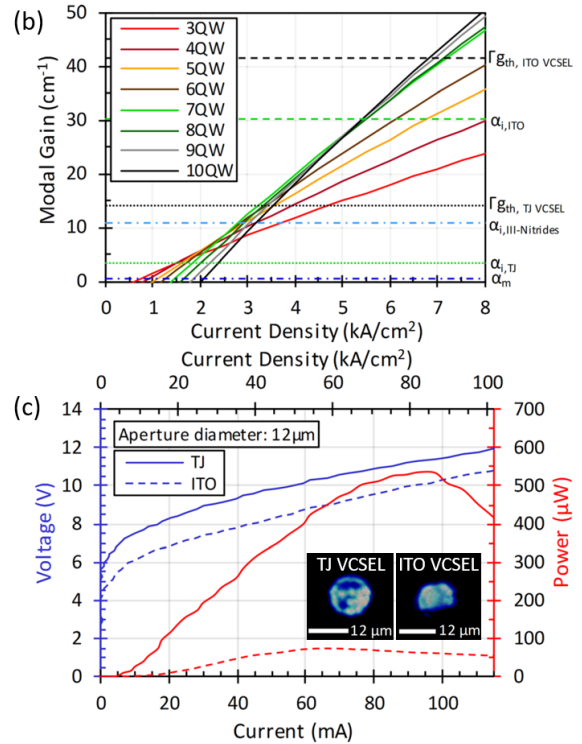 (b)
50
40
30
20
10
0
Modal Gain (cm⁻¹)
3QW
4QW
5QW
6QW
7QW
8QW
9QW
10QW
Γgth, ITO VCSEL
αi,ITO
Γgth, TJ VCSEL
αi,III-Nitrides
αi,TJ
αm
0 1 2 3 4 5 6 7 8
Current Density (kA/cm²)
Current Density (kA/cm²)
0 20 40 60 80 100
(c)
14
12
10
8
6
4
2
0
Voltage (V)
Aperture diameter: 12μm
TJ
ITO
TJ VCSEL ITO VCSEL
12 μm 12 μm
700
600
500
400
300
200
100
0
Power (μW)
0 20 40 60 80 100
Current (mA)